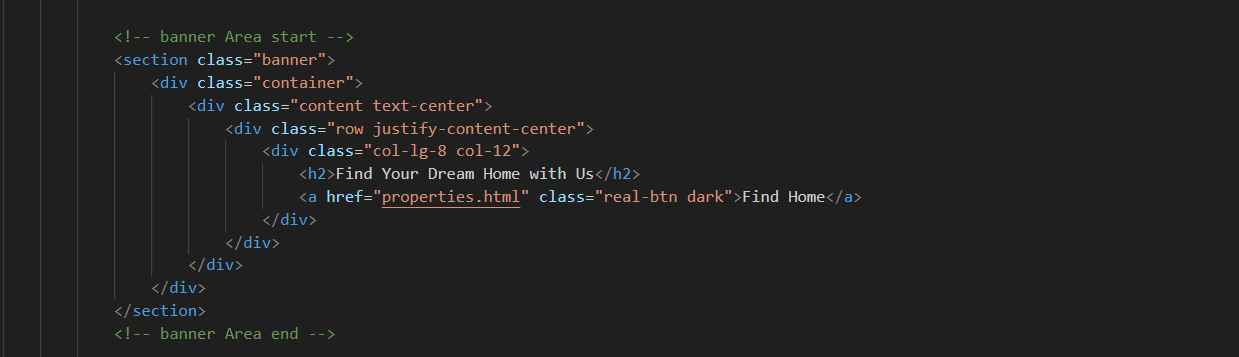 <!-- banner Area start -->
<section class="banner">
<div class="container">
<div class="content text-center">
<div class="row justify-content-center">
<div class="col-lg-8 col-12">
<h2>Find Your Dream Home with Us</h2>
<a href="properties.html" class="real-btn dark">Find Home</a>
</div>
</div>
</div>
</div>
</section>
<!-- banner Area end -->